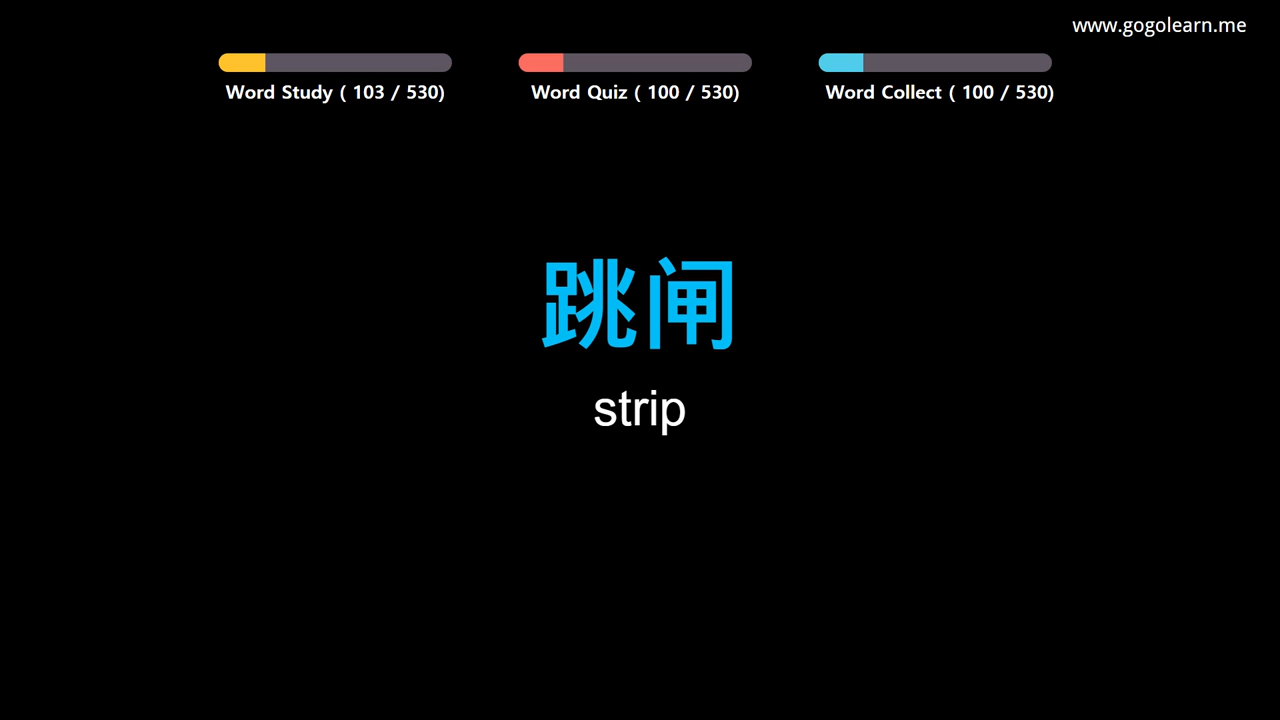 www.gogolearn.me
Word Study ( 103 / 530)
Word Quiz ( 100 / 530)
Word Collect ( 100 / 530)
跳闸
strip